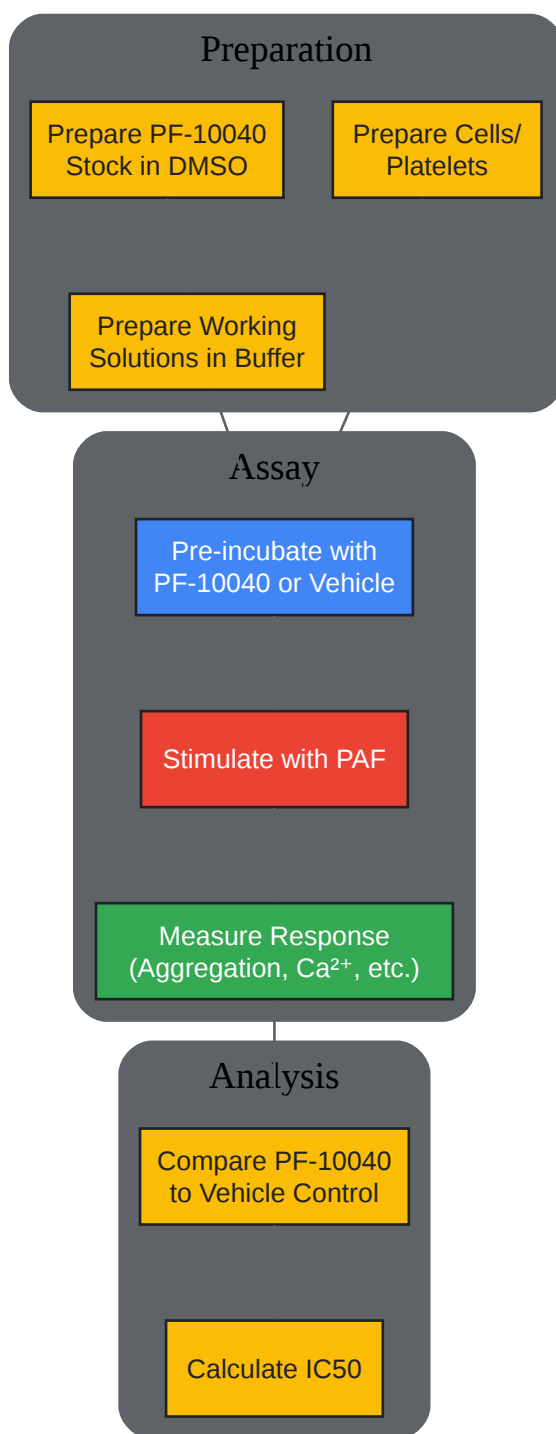 Preparation
Prepare PF-10040
Stock in DMSO
Prepare Cells/
Platelets
Prepare Working
Solutions in Buffer
Assay
Pre-incubate with
PF-10040 or Vehicle
Stimulate with PAF
Measure Response
(Aggregation, Ca²⁺, etc.)
Analysis
Compare PF-10040
to Vehicle Control
Calculate IC50